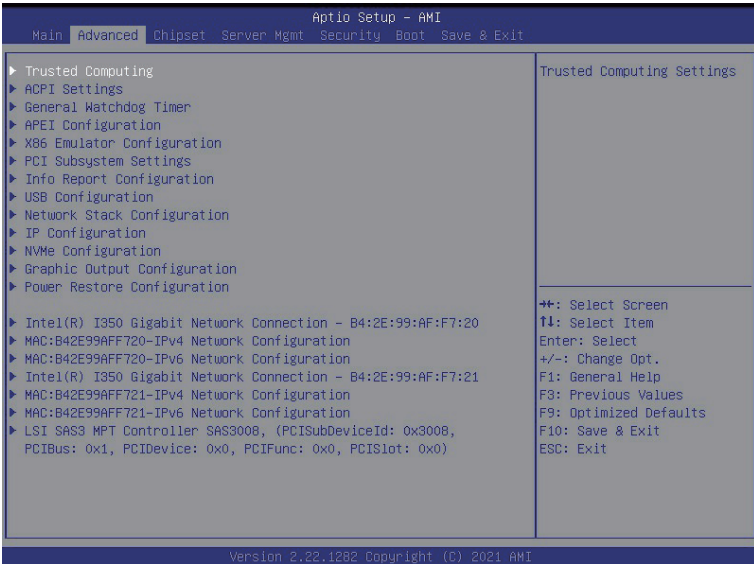 Aptio Setup – AMI
Main Advanced Chipset Server Mgmt Security Boot Save & Exit
▶ Trusted Computing
▶ ACPI Settings
▶ General Watchdog Timer
▶ APEI Configuration
▶ X86 Emulator Configuration
▶ PCI Subsystem Settings
▶ Info Report Configuration
▶ USB Configuration
▶ Network Stack Configuration
▶ IP Configuration
▶ NVMe Configuration
▶ Graphic Output Configuration
▶ Power Restore Configuration
▶ Intel(R) I350 Gigabit Network Connection – B4:2E:99:AF:F7:20
▶ MAC:B42E99AFF720-IPv4 Network Configuration
▶ MAC:B42E99AFF720-IPv6 Network Configuration
▶ Intel(R) I350 Gigabit Network Connection – B4:2E:99:AF:F7:21
▶ MAC:B42E99AFF721-IPv4 Network Configuration
▶ MAC:B42E99AFF721-IPv6 Network Configuration
▶ LSI SAS3 MPT Controller SAS3008, (PCISubDeviceId: 0x3008,
PCIBus: 0x1, PCIDevice: 0x0, PCIFunc: 0x0, PCISlot: 0x0)
Trusted Computing Settings
→←: Select Screen
↑↓: Select Item
Enter: Select
+/-: Change Opt.
F1: General Help
F3: Previous Values
F9: Optimized Defaults
F10: Save & Exit
ESC: Exit
Version 2.22.1282 Copyright (C) 2021 AMI